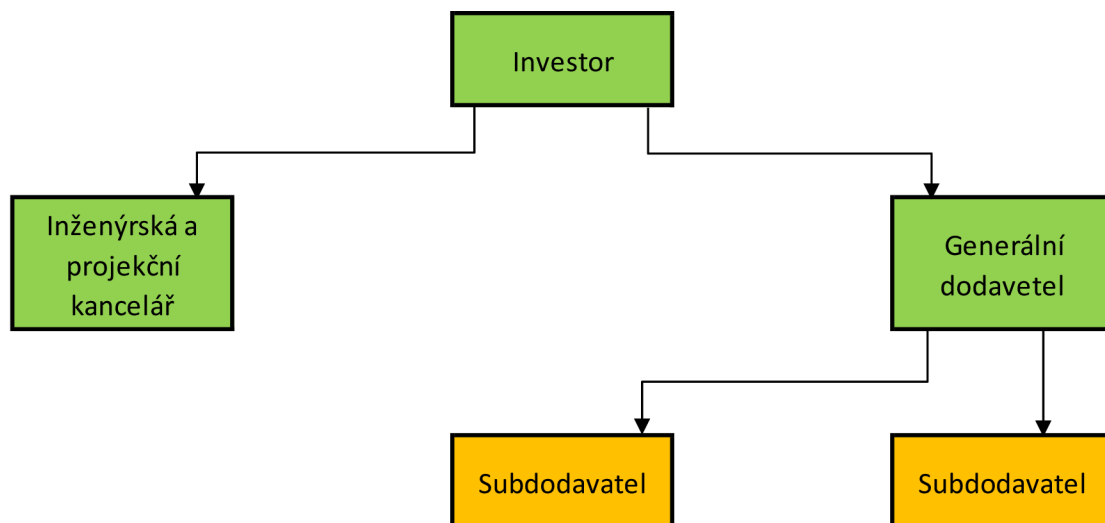 Investor
Inženýrská a
projekční
kancelář
Generální
dodavetel
Subdodavatel
Subdodavatel